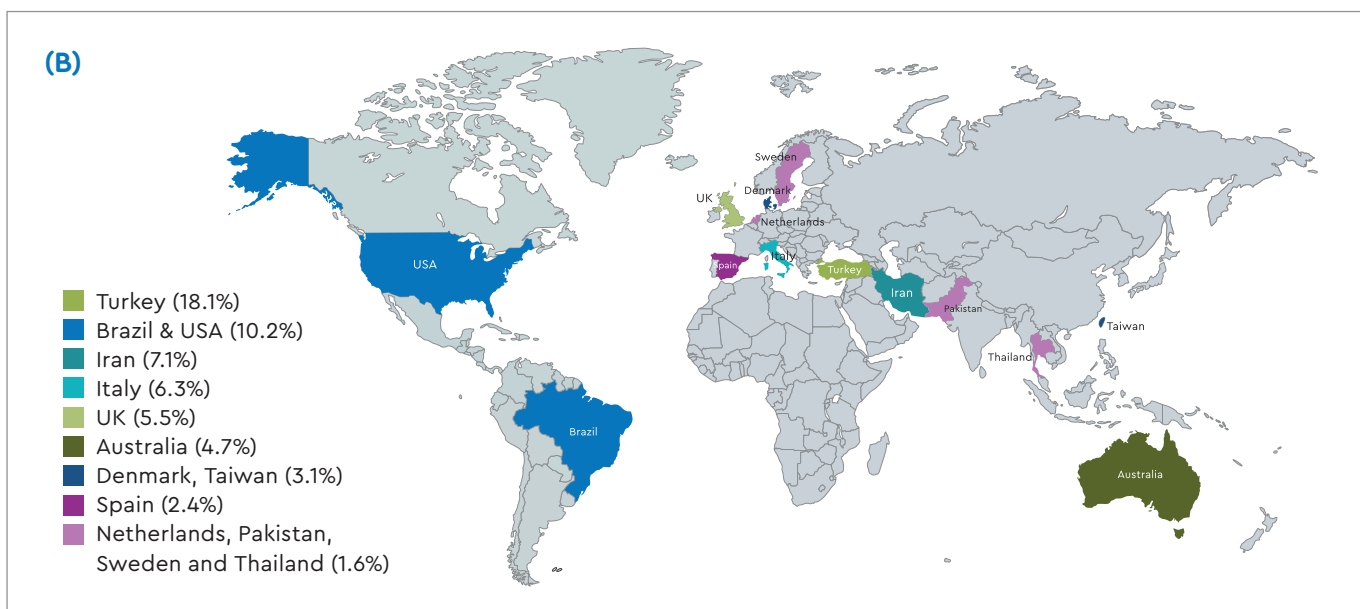 (B)
Sweden
UK
Denmark
Netherlands
USA
Italy
Spain
Turkey
Iran
Pakistan
Taiwan
Thailand
Brazil
Australia
Turkey (18.1%)
Brazil & USA (10.2%)
Iran (7.1%)
Italy (6.3%)
UK (5.5%)
Australia (4.7%)
Denmark, Taiwan (3.1%)
Spain (2.4%)
Netherlands, Pakistan,
Sweden and Thailand (1.6%)